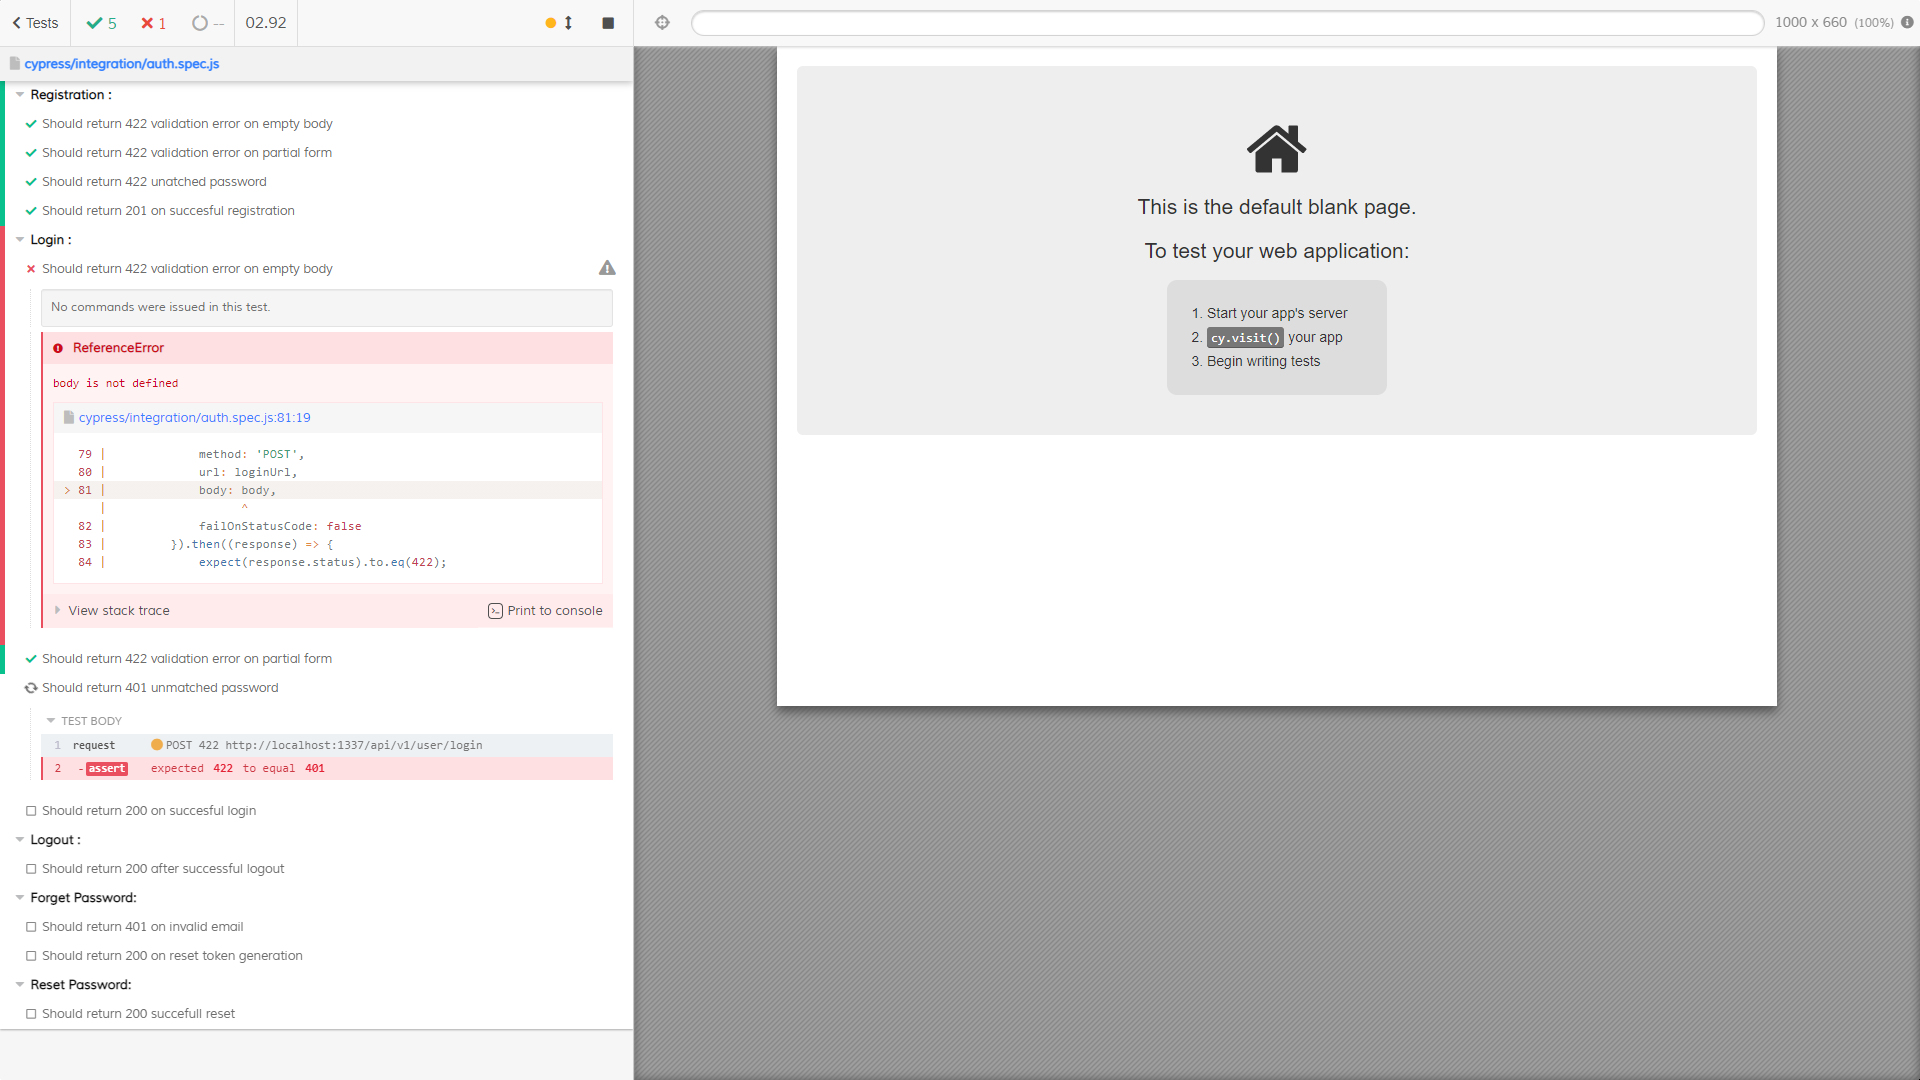 Tests 5 1 -- 02.92
1000 x 660 (100%)
cypress/integration/auth.spec.js
Registration :
Should return 422 validation error on empty body
Should return 422 validation error on partial form
Should return 422 unatched password
Should return 201 on succesful registration
Login :
Should return 422 validation error on empty body
No commands were issued in this test.
ReferenceError
body is not defined
cypress/integration/auth.spec.js:81:19
79 | method: 'POST',
80 | url: loginUrl,
> 81 | body: body,
| ^
82 | failOnStatusCode: false
83 | }).then((response) => {
84 | expect(response.status).to.eq(422);
View stack trace
Print to console
Should return 422 validation error on partial form
Should return 401 unmatched password
TEST BODY
1 request POST 422 http://localhost:1337/api/v1/user/login
2 -assert expected 422 to equal 401
Should return 200 on succesful login
Logout :
Should return 200 after successful logout
Forget Password:
Should return 401 on invalid email
Should return 200 on reset token generation
Reset Password:
Should return 200 succefull reset
This is the default blank page.
To test your web application:
1. Start your app's server
2. cy.visit() your app
3. Begin writing tests